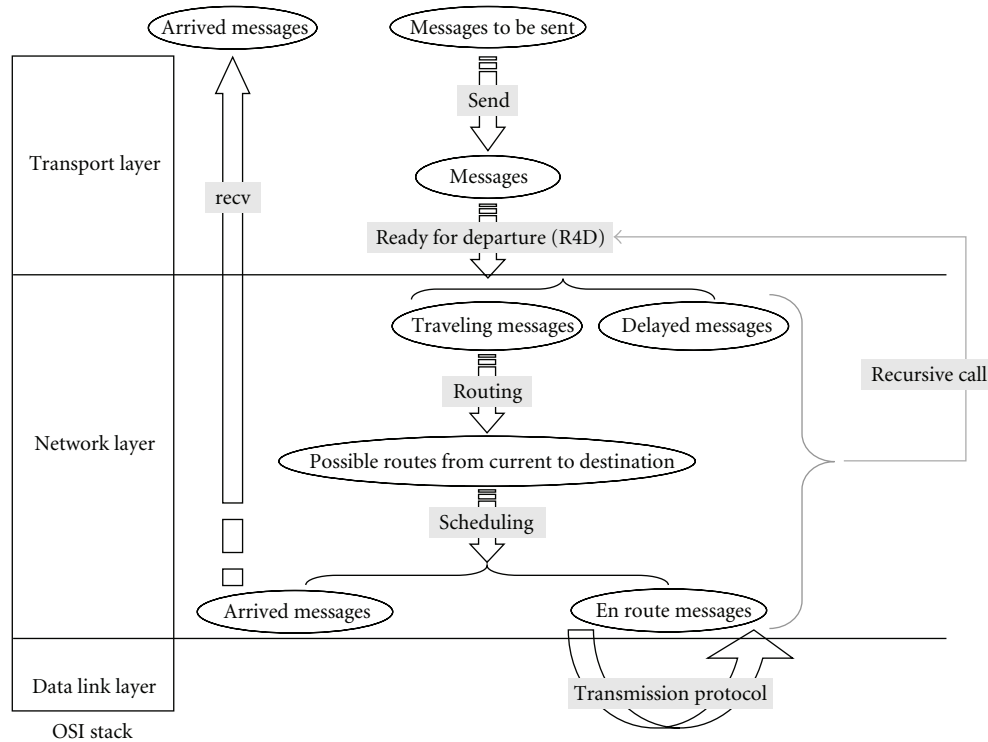 Arrived messages
Messages to be sent
Send
Transport layer
Messages
recv
Ready for departure (R4D)
Traveling messages
Delayed messages
Recursive call
Routing
Network layer
Possible routes from current to destination
Scheduling
Arrived messages
En route messages
Data link layer
Transmission protocol
OSI stack